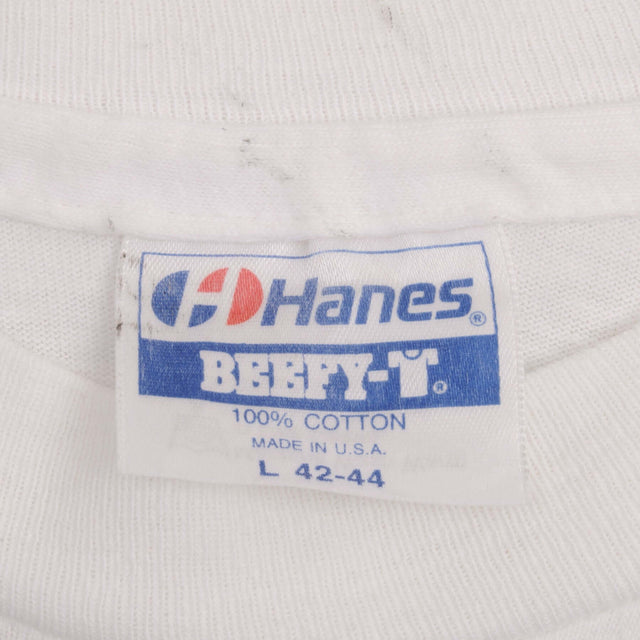 Hanes®
BEEFY-T®
100% COTTON
MADE IN U.S.A.
L 42-44